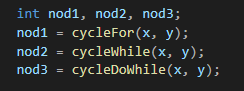 int nod1, nod2, nod3;
nod1 = cycleFor(x, y);
nod2 = cycleWhile(x, y);
nod3 = cycleDoWhile(x, y);